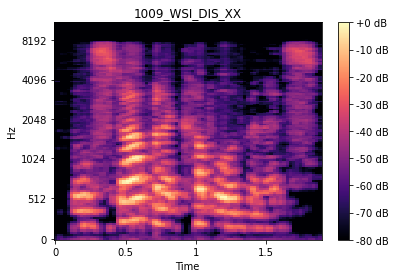 1009_WSI_DIS_XX
Hz
8192
4096
2048
1024
512
0
0
0.5
1
1.5
Time
+0 dB
-10 dB
-20 dB
-30 dB
-40 dB
-50 dB
-60 dB
-70 dB
-80 dB